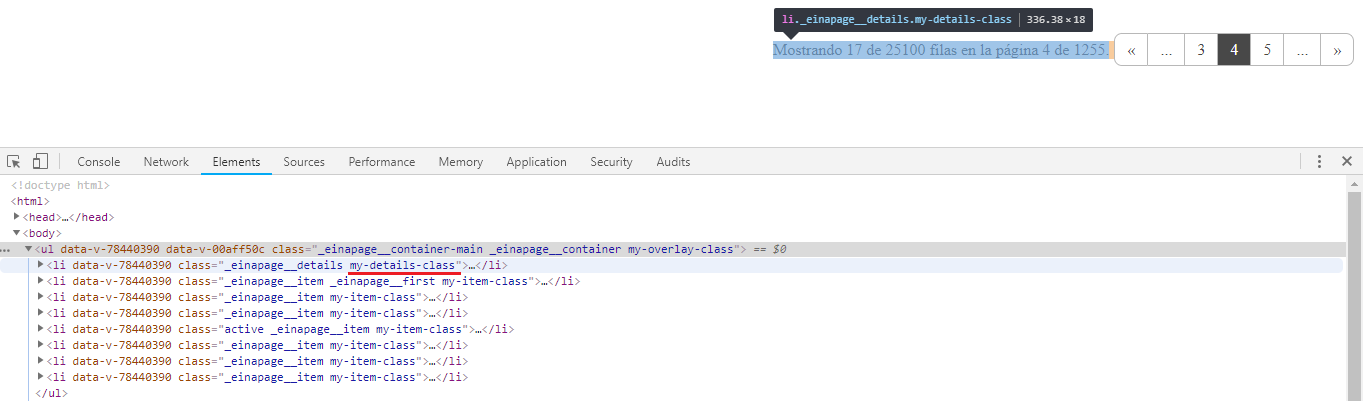 li._einapage__details.my-details-class | 336.38 × 18
Mostrando 17 de 25100 filas en la página 4 de 1255. « ... 3 4 5 ... »
Console Network Elements Sources Performance Memory Application Security Audits
<!doctype html>
<html>
<head>…</head>
<body>
<ul data-v-78440390 data-v-00aff50c class="_einapage__container-main _einapage__container my-overlay-class"> == $0
<li data-v-78440390 class="_einapage__details my-details-class">…</li>
<li data-v-78440390 class="_einapage__item _einapage__first my-item-class">…</li>
<li data-v-78440390 class="_einapage__item my-item-class">…</li>
<li data-v-78440390 class="_einapage__item my-item-class">…</li>
<li data-v-78440390 class="active _einapage__item my-item-class">…</li>
<li data-v-78440390 class="_einapage__item my-item-class">…</li>
<li data-v-78440390 class="_einapage__item my-item-class">…</li>
<li data-v-78440390 class="_einapage__item my-item-class">…</li>
</ul>